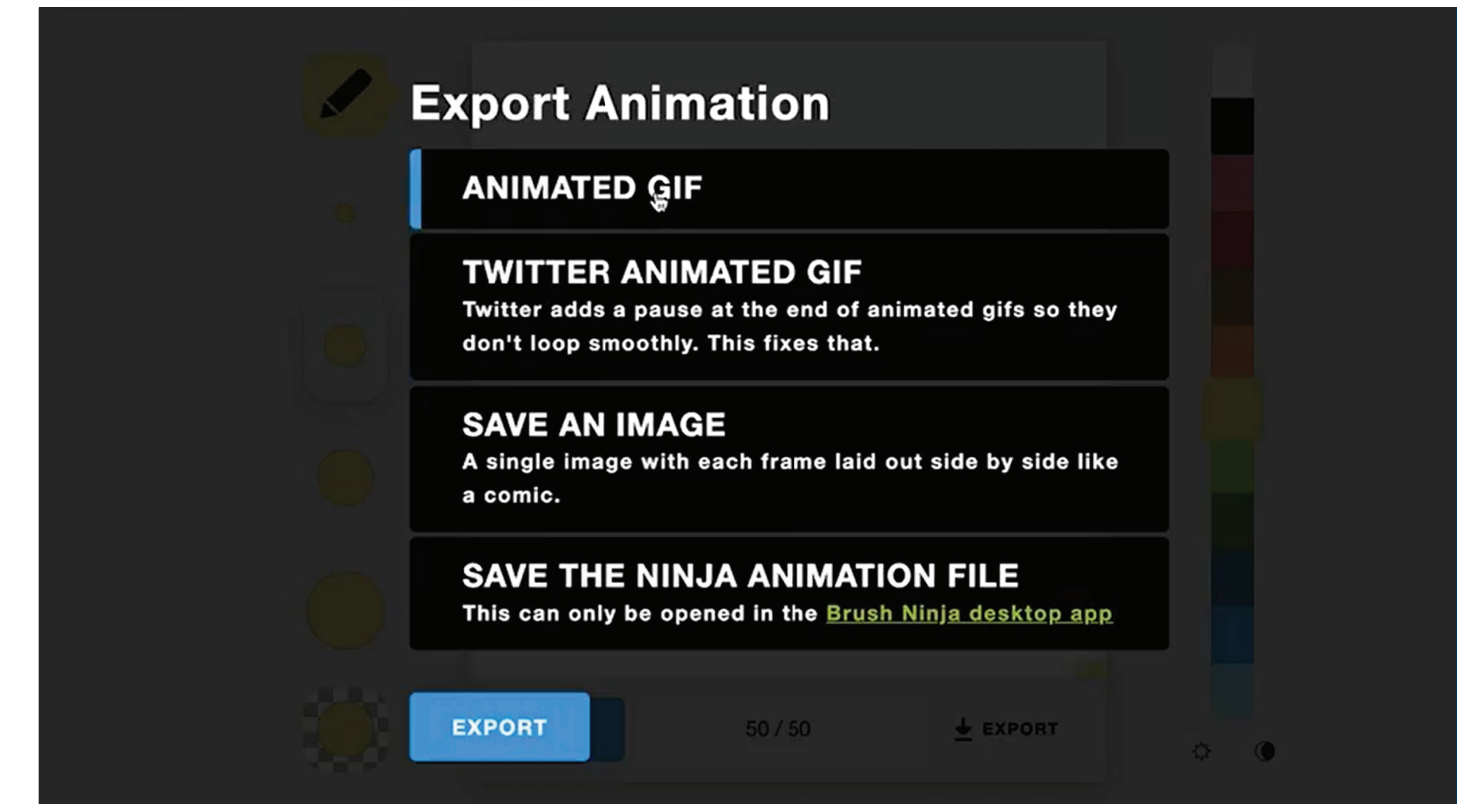 Export Animation
ANIMATED GIF
TWITTER ANIMATED GIF
Twitter adds a pause at the end of animated gifs so they
don't loop smoothly. This fixes that.
SAVE AN IMAGE
A single image with each frame laid out side by side like
a comic.
SAVE THE NINJA ANIMATION FILE
This can only be opened in the Brush Ninja desktop app
EXPORT
50 / 50
EXPORT